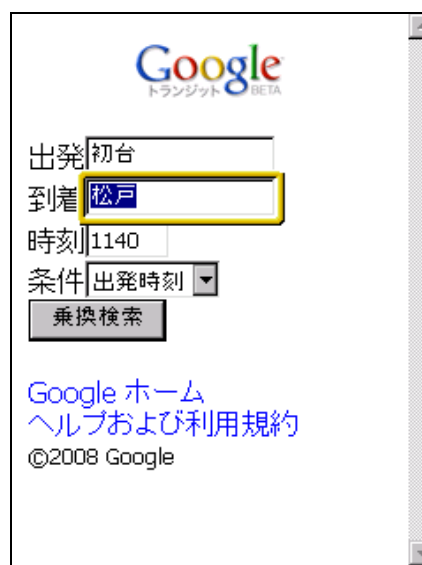 Google
トランジット BETA
出発 初台
到着 松戸
時刻 1140
条件 出発時刻
乗換検索
Google ホーム
ヘルプおよび利用規約
©2008 Google